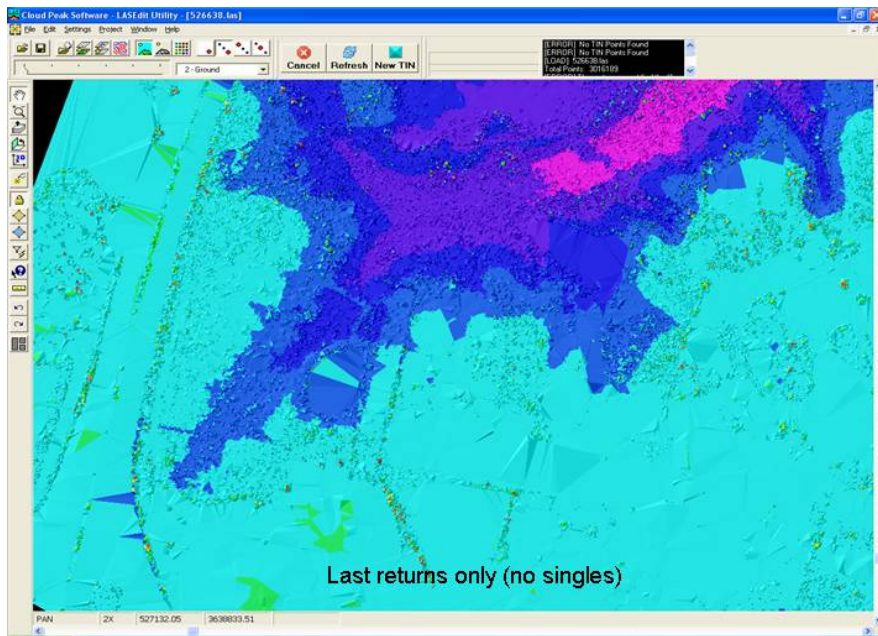 Cloud Peak Software - LASEdit Utility - [526638.las]
File Edit Settings Project Window Help
2 - Ground
Cancel Refresh New TIN
[ERROR] No TIN Points Found
[ERROR] No TIN Points Found
[LOAD] 526638.las
Total Points 3016189
Last returns only (no singles)
PAN 2X 527132.05 3638833.51